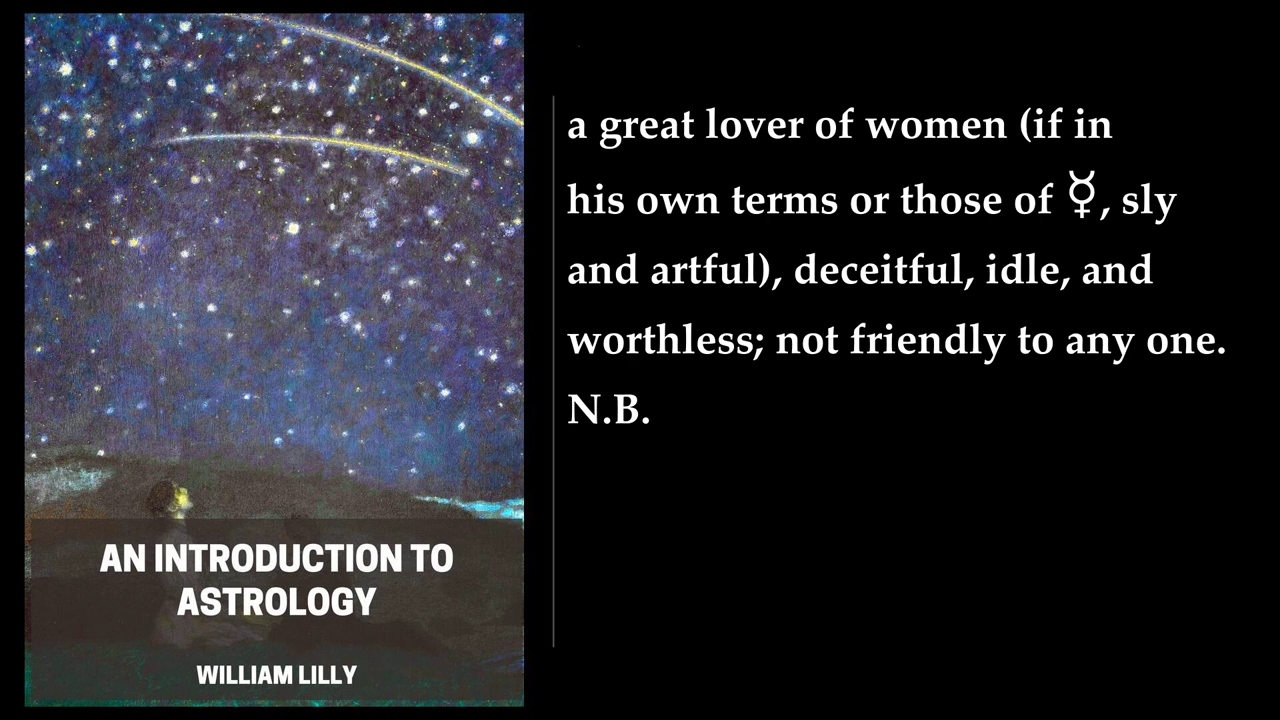 AN INTRODUCTION TO
ASTROLOGY
WILLIAM LILLY
a great lover of women (if in
his own terms or those of ☿, sly
and artful), deceitful, idle, and
worthless; not friendly to any one.
N.B.